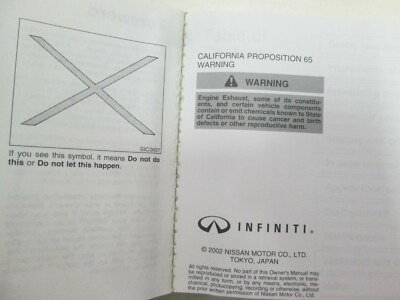 SIC0697
If you see this symbol, it means Do not do
this or Do not let this happen.
CALIFORNIA PROPOSITION 65
WARNING
WARNING
Engine Exhaust, some of its constitu-
ents, and certain vehicle components
contain or emit chemicals known to State
of California to cause cancer and birth
defects or other reproductive harm.
INFINITI
© 2002 NISSAN MOTOR CO., LTD.
TOKYO, JAPAN
All rights reserved. No part of this Owner's Manual may
be reproduced or stored in a retrieval system, or trans-
mitted in any form, or by any means, electronic, me-
chanical, photocopying, recording or otherwise, without
the prior written permission of Nissan Motor Co., Ltd.